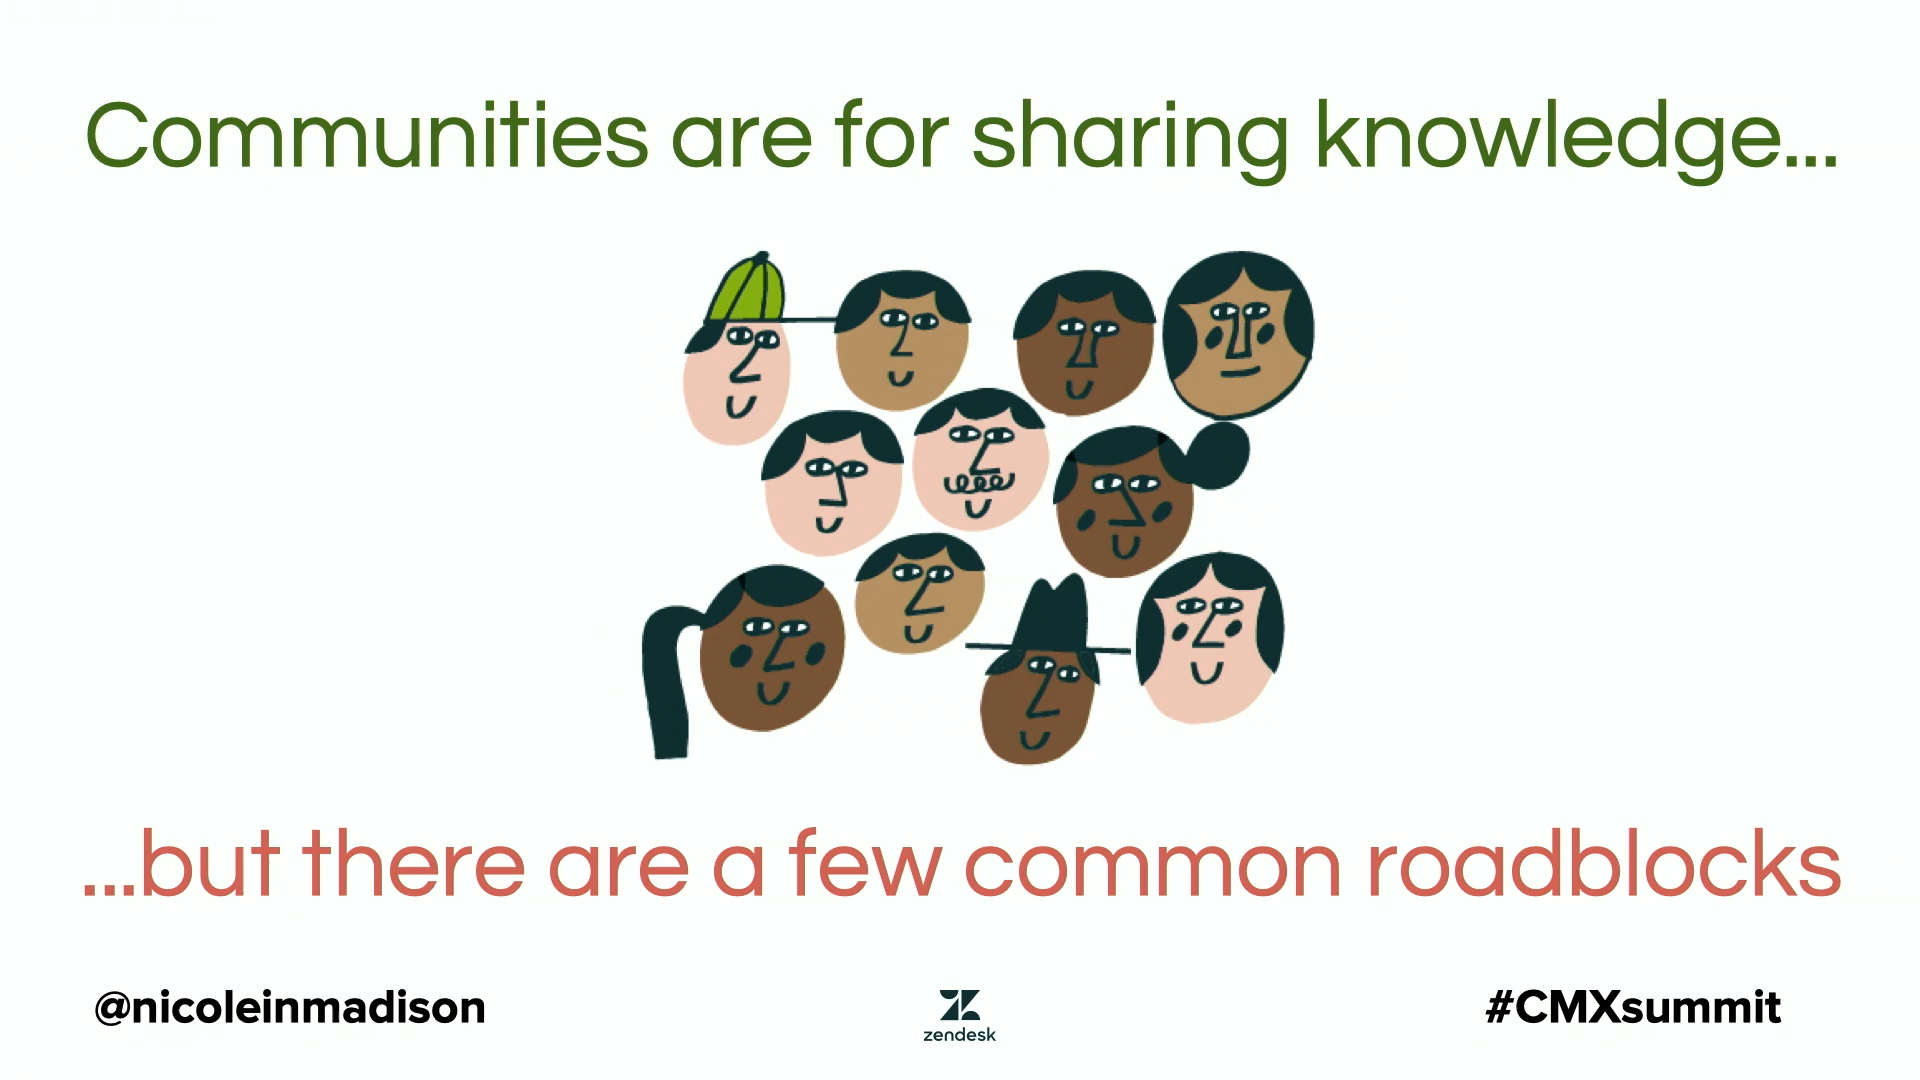 Communities are for sharing knowledge...
...but there are a few common roadblocks
@nicoleinmadison
zendesk
#CMXsummit